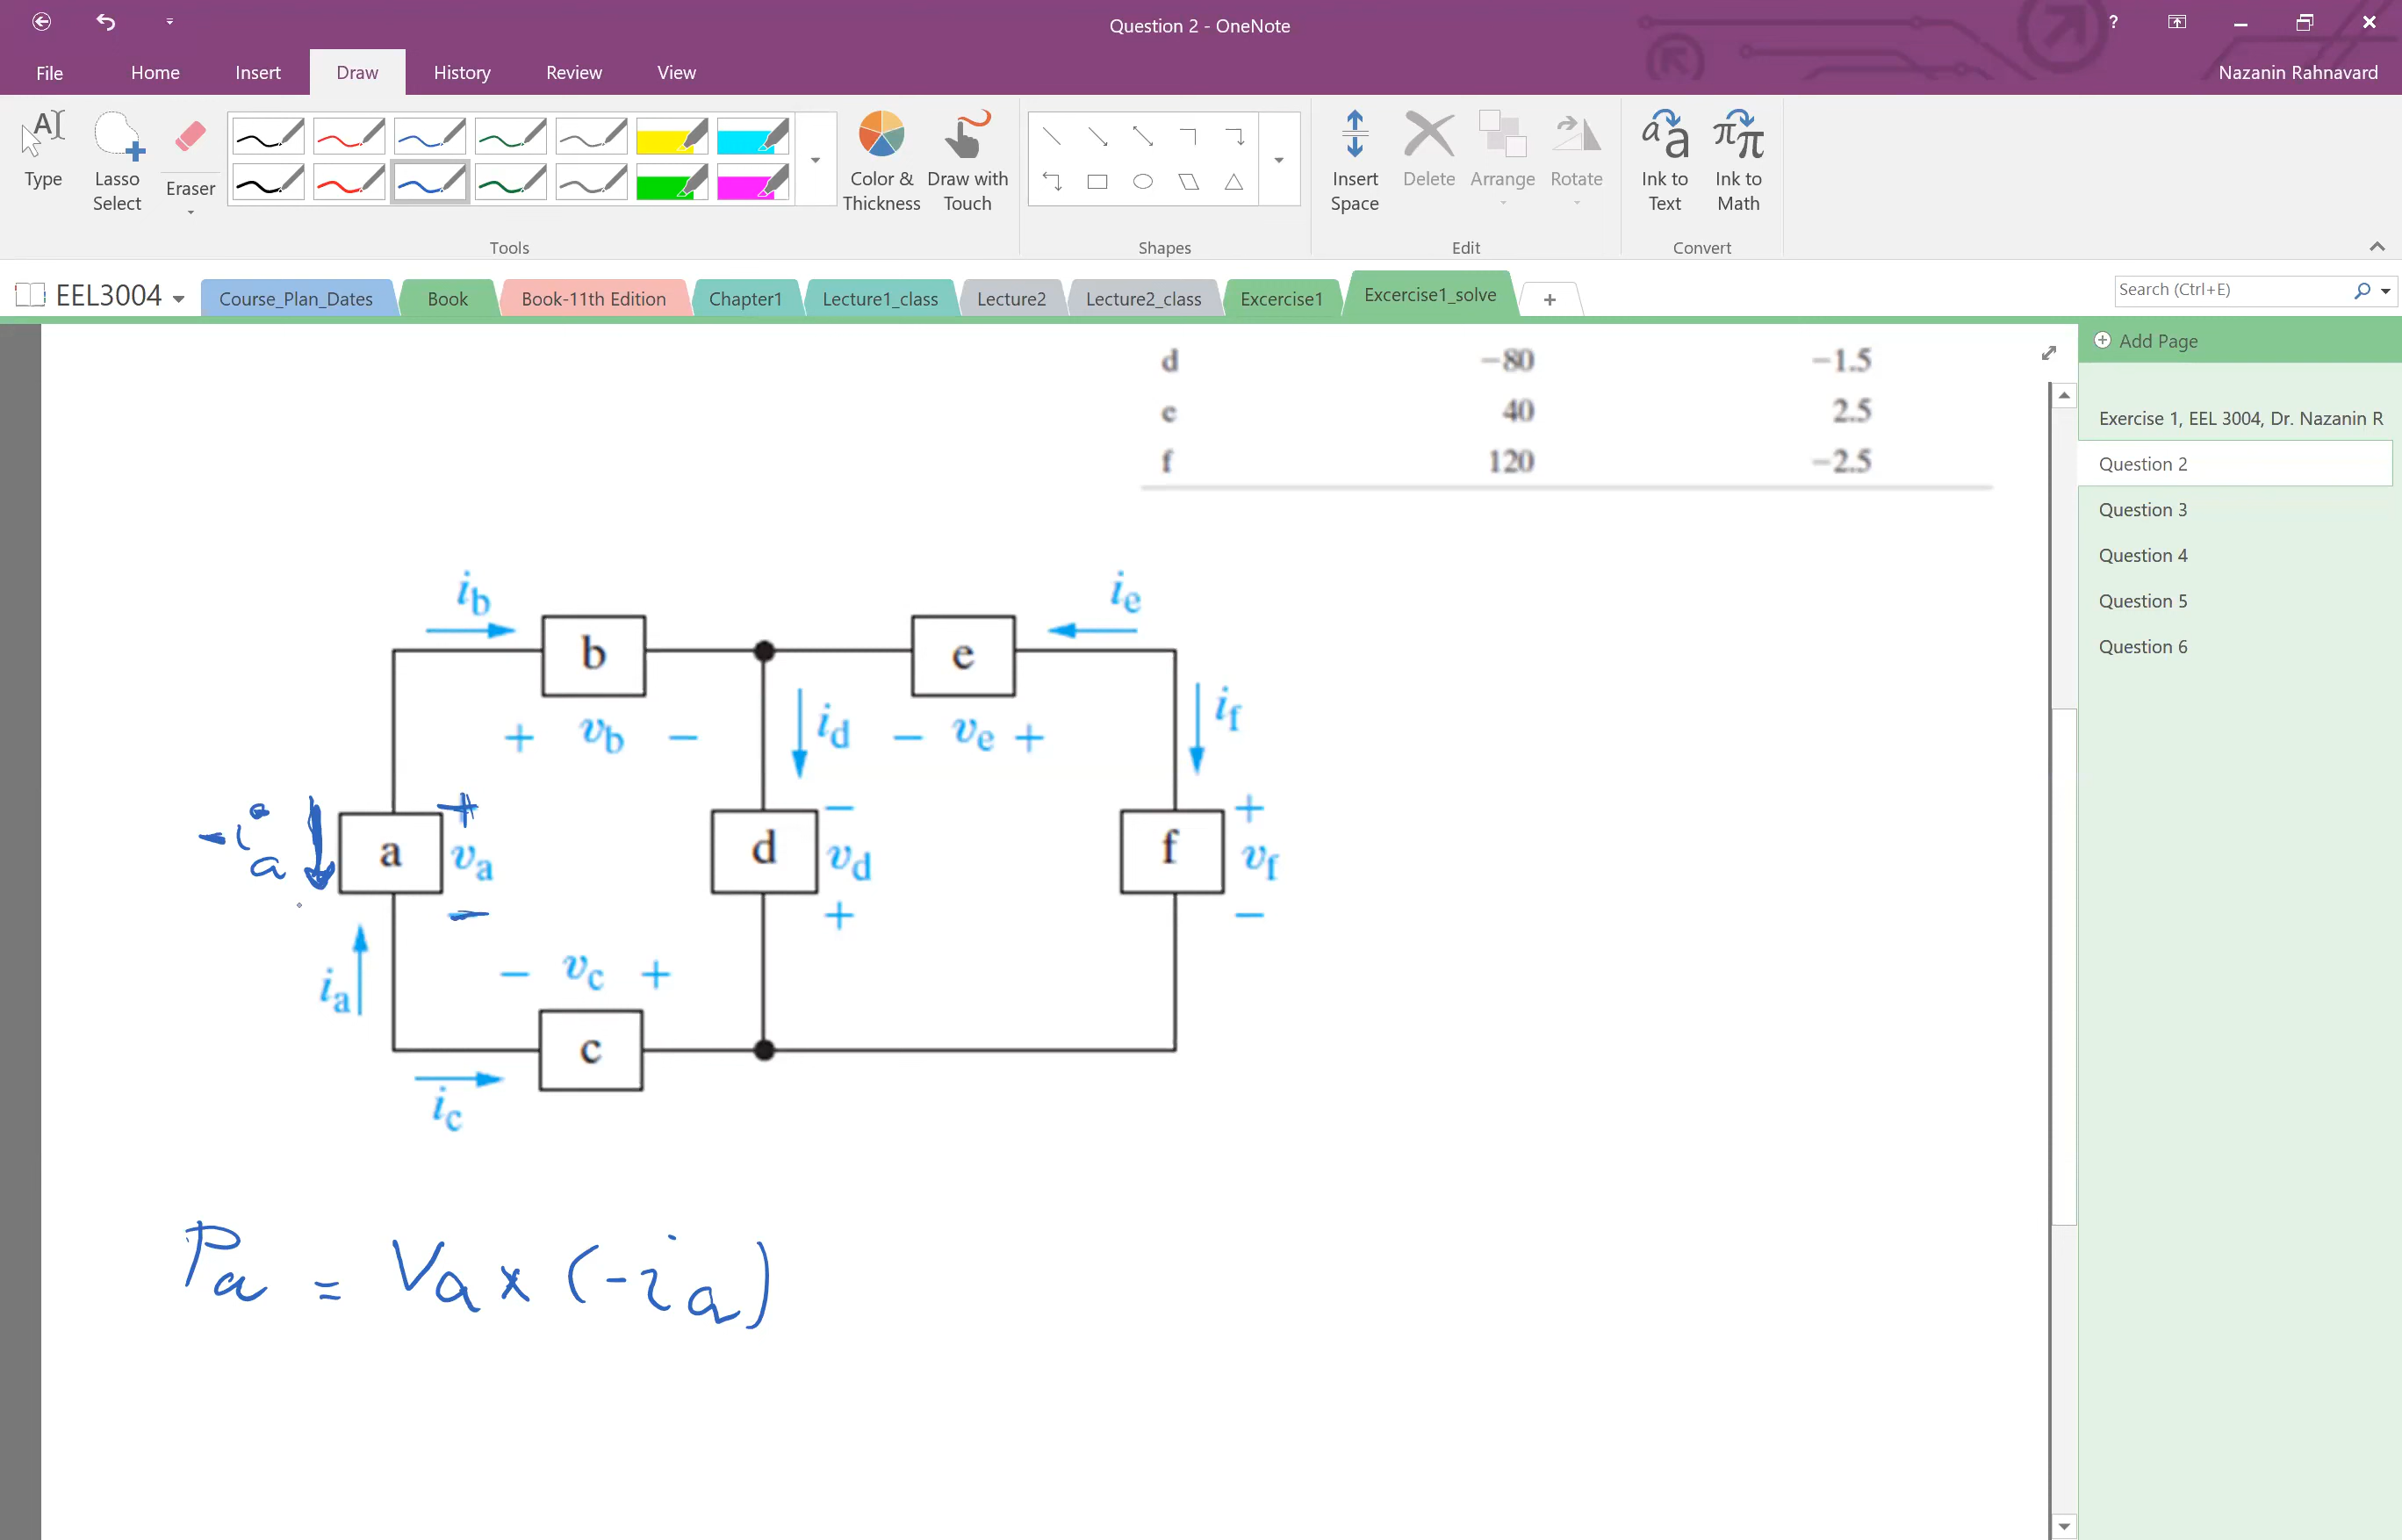 Question 2 - OneNote
?
File Home Insert Draw History Review View
Nazanin Rahnavard
Type
Lasso Select
Eraser
Color & Thickness
Draw with Touch
Insert Space
Delete
Arrange
Rotate
Ink to Text
Ink to Math
Tools
Shapes
Edit
Convert
EEL3004
Course_Plan_Dates
Book
Book-11th Edition
Chapter1
Lecture1_class
Lecture2
Lecture2_class
Excercise1
Excercise1_solve
+
Search (Ctrl+E)
Add Page
Exercise 1, EEL 3004, Dr. Nazanin R
Question 2
Question 3
Question 4
Question 5
Question 6
d −80 −1.5
e 40 2.5
f 120 −2.5
ib
ie
b
e
+ vb −
id
− ve +
if
-ia
a
+
va
−
d
−
vd
+
f
+
vf
−
ia
− vc +
c
ic
Pa = Va x (-ia)